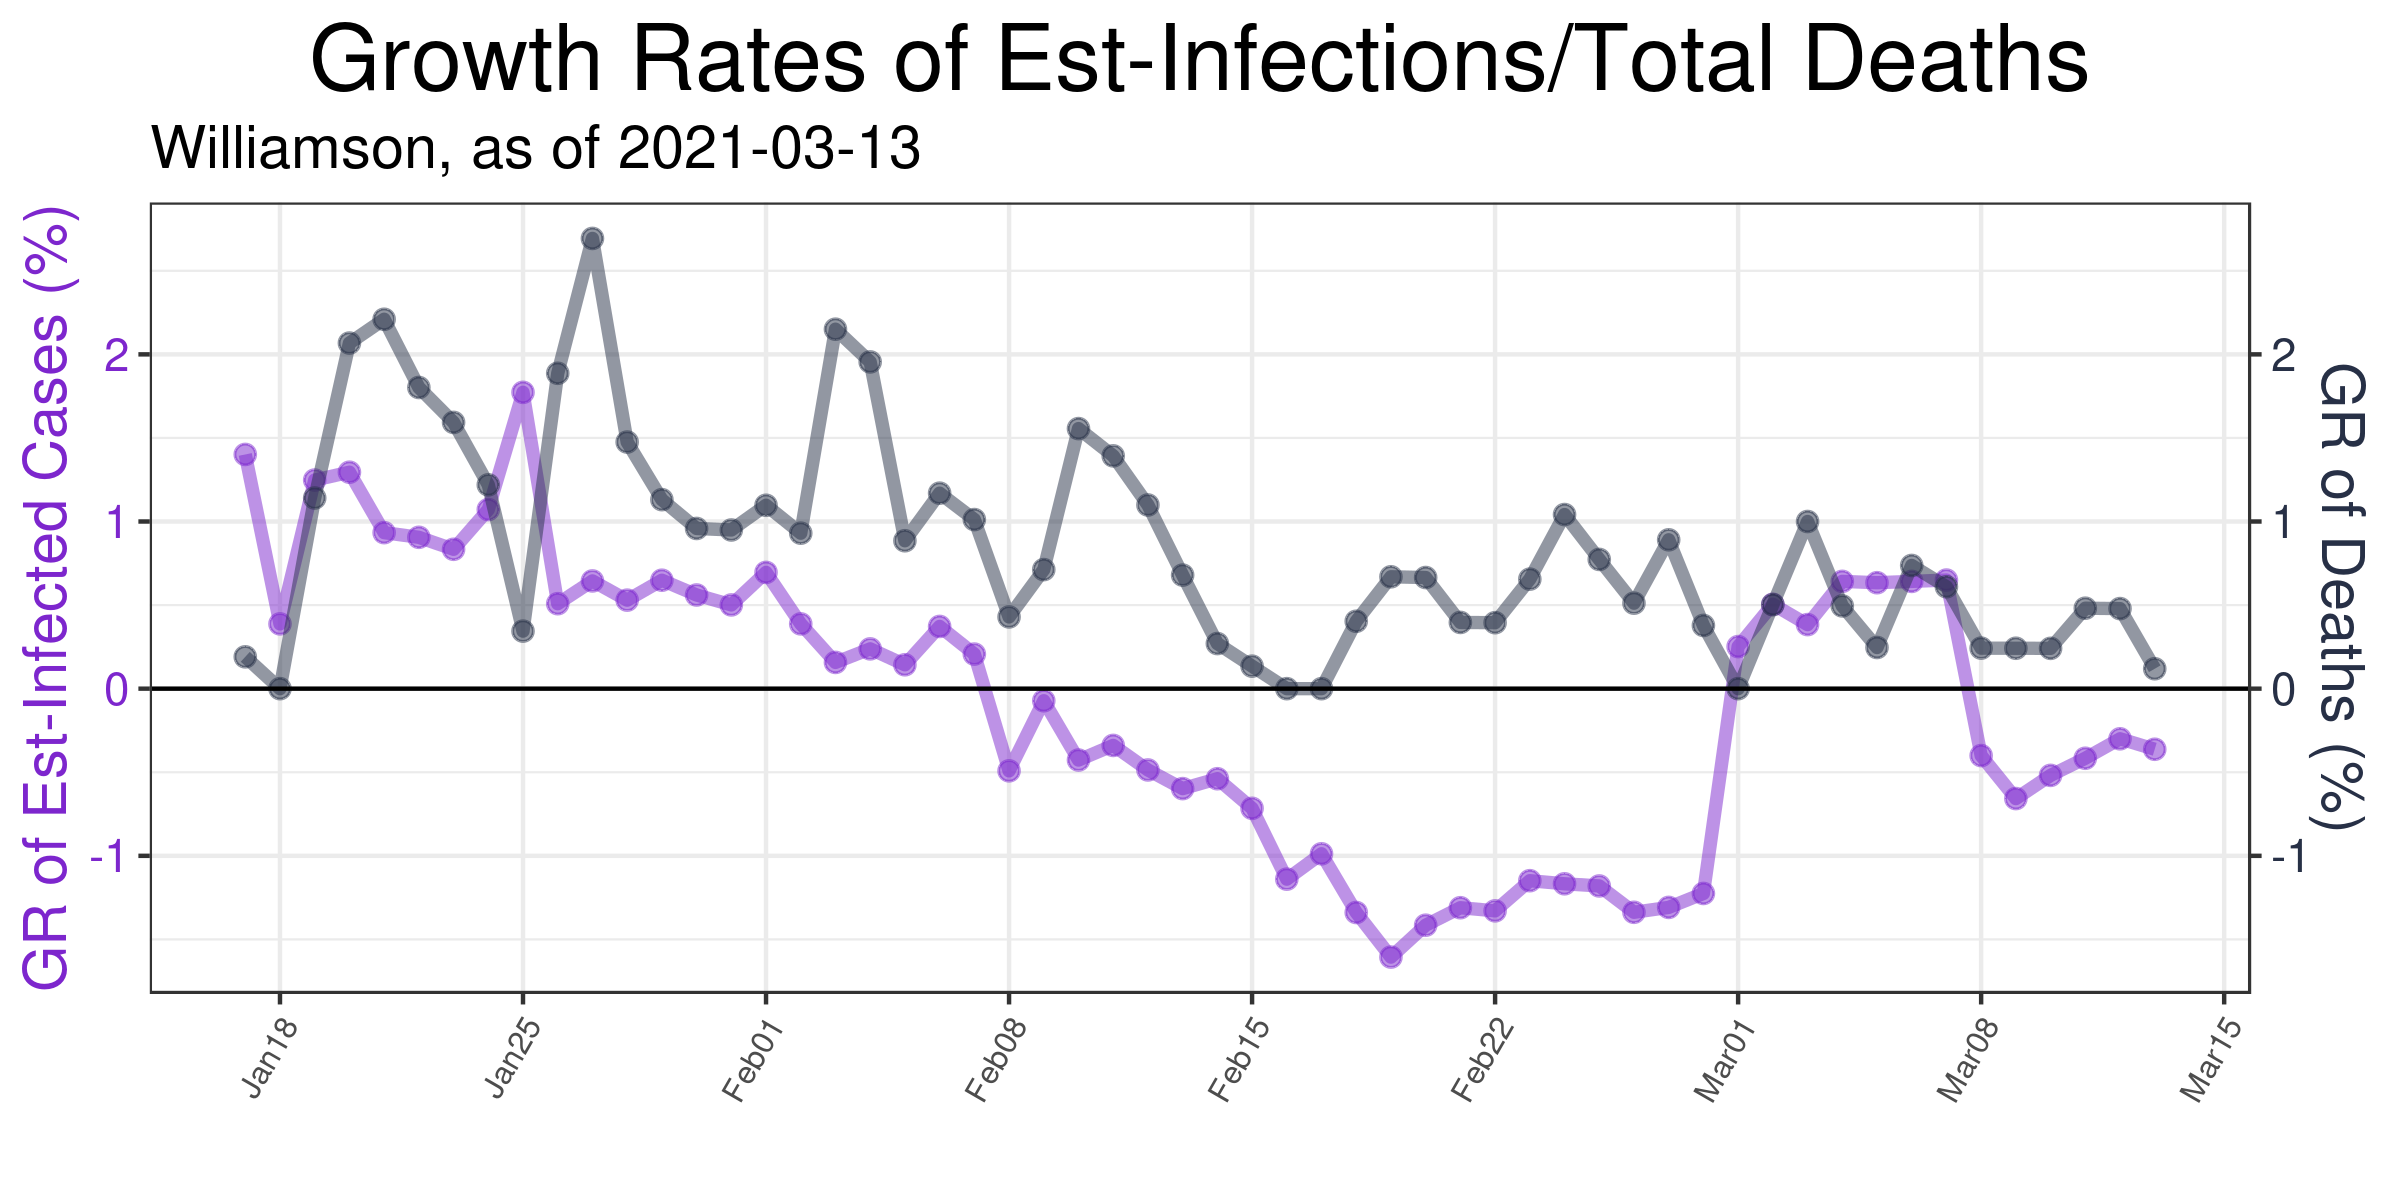 Growth Rates of Est-Infections/Total Deaths
Williamson, as of 2021-03-13
GR of Est-Infected Cases (%)
2
1
0
-1
2
1
0
-1
GR of Deaths (%)
Jan18
Jan25
Feb01
Feb08
Feb15
Feb22
Mar01
Mar08
Mar15